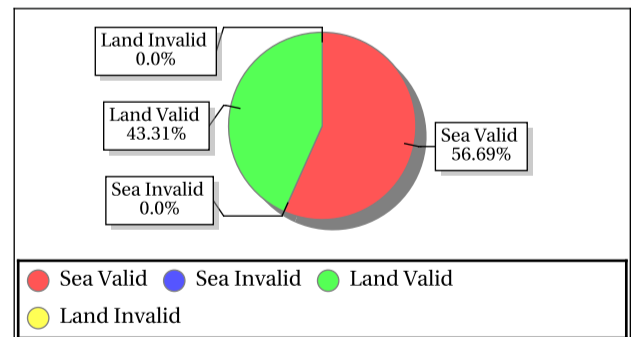 Land Invalid
0.0%
Land Valid
43.31%
Sea Valid
56.69%
Sea Invalid
0.0%
Sea Valid Sea Invalid Land Valid
Land Invalid